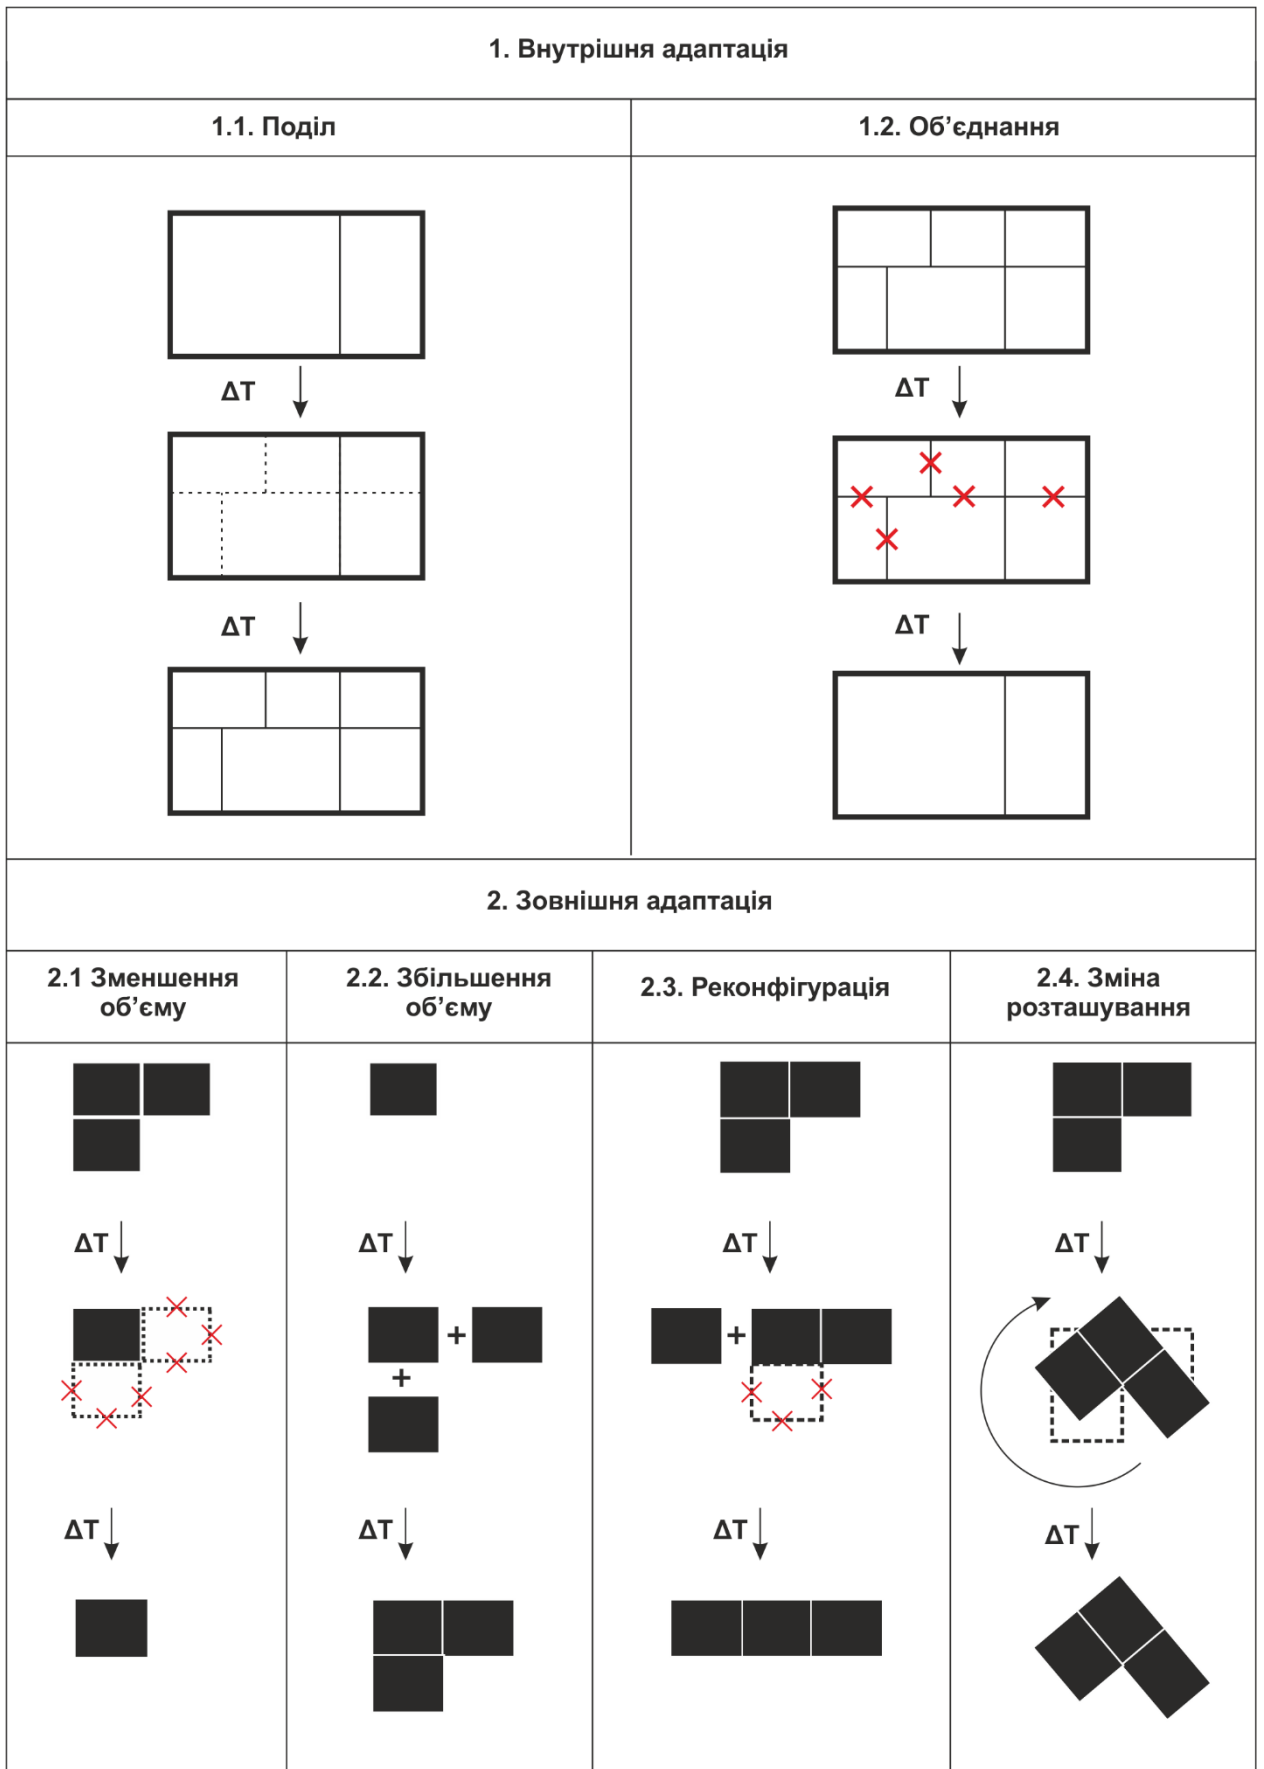 1. Внутрішня адаптація
1.1. Поділ
1.2. Об’єднання
ΔT
ΔT
ΔT
ΔT
2. Зовнішня адаптація
2.1 Зменшення
об’єму
2.2. Збільшення
об’єму
2.3. Реконфігурація
2.4. Зміна
розташування
ΔT
ΔT
ΔT
ΔT
+
+
+
ΔT
ΔT
ΔT
ΔT